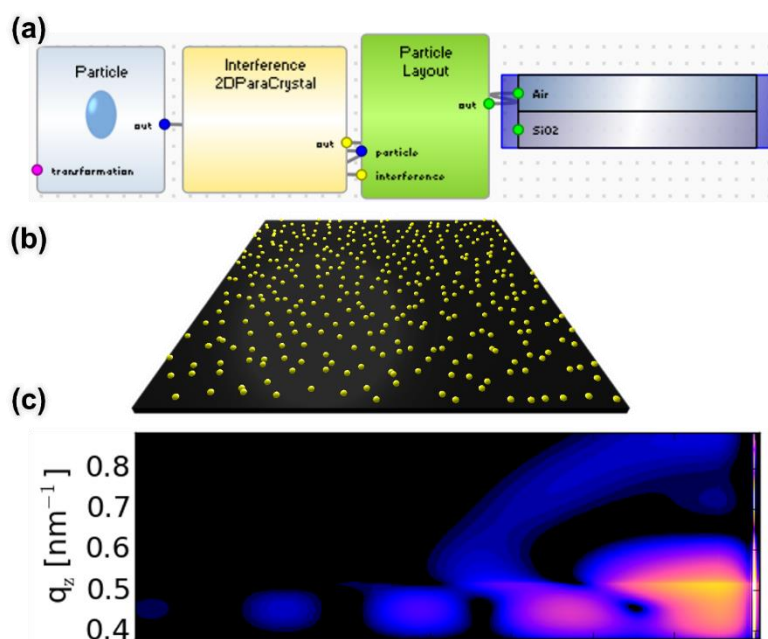 (a)
Particle
out
transformation
Interference
2DParaCrystal
out
Particle
Layout
out
particle
interference
Air
SiO2
(b)
(c)
q_z [nm⁻¹]
0.8
0.7
0.6
0.5
0.4